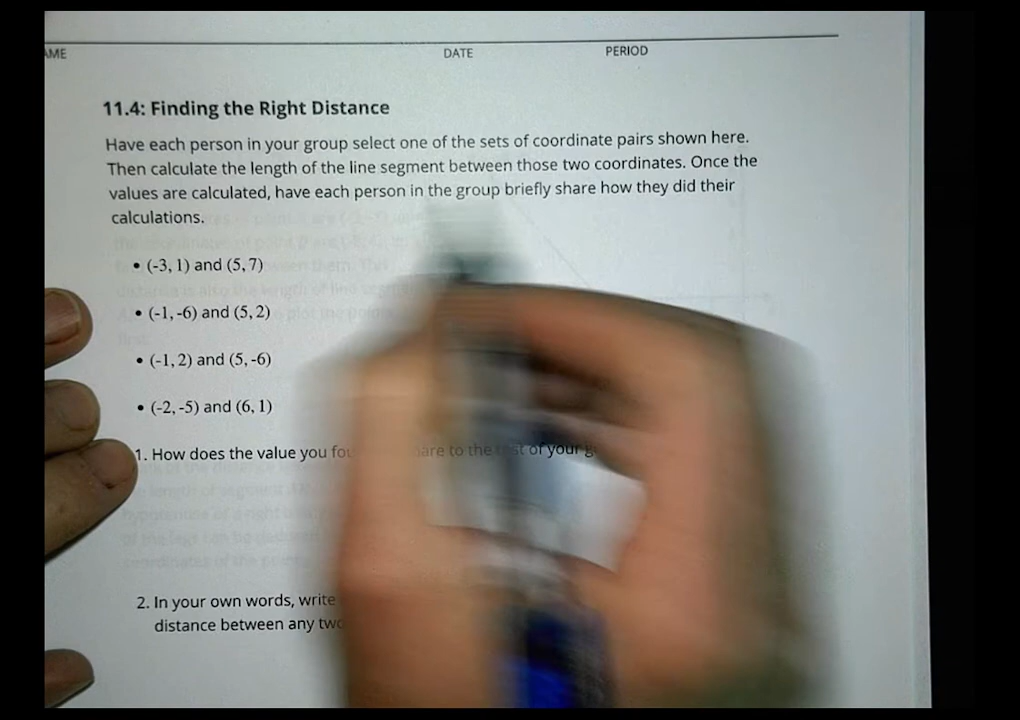 DATE
PERIOD
11.4: Finding the Right Distance
Have each person in your group select one of the sets of coordinate pairs shown here.
Then calculate the length of the line segment between those two coordinates. Once the
values are calculated, have each person in the group briefly share how they did their
calculations.
• (-3, 1) and (5, 7)
• (-1, -6) and (5, 2)
• (-1, 2) and (5, -6)
• (-2, -5) and (6, 1)
1. How does the value you to the of your
2. In your own words, write
distance between any